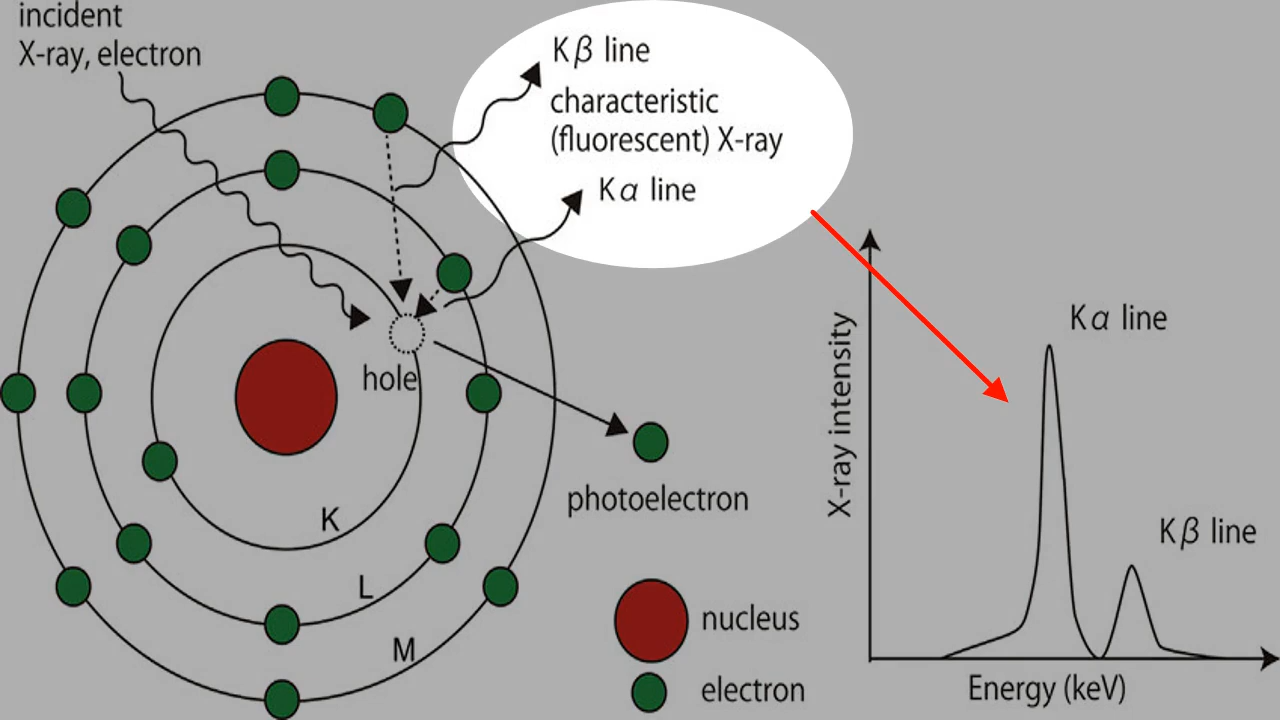 incident
X-ray, electron
Kβ line
characteristic
(fluorescent) X-ray
Kα line
hole
photoelectron
K
L
M
nucleus
electron
X-ray intensity
Kα line
Kβ line
Energy (keV)